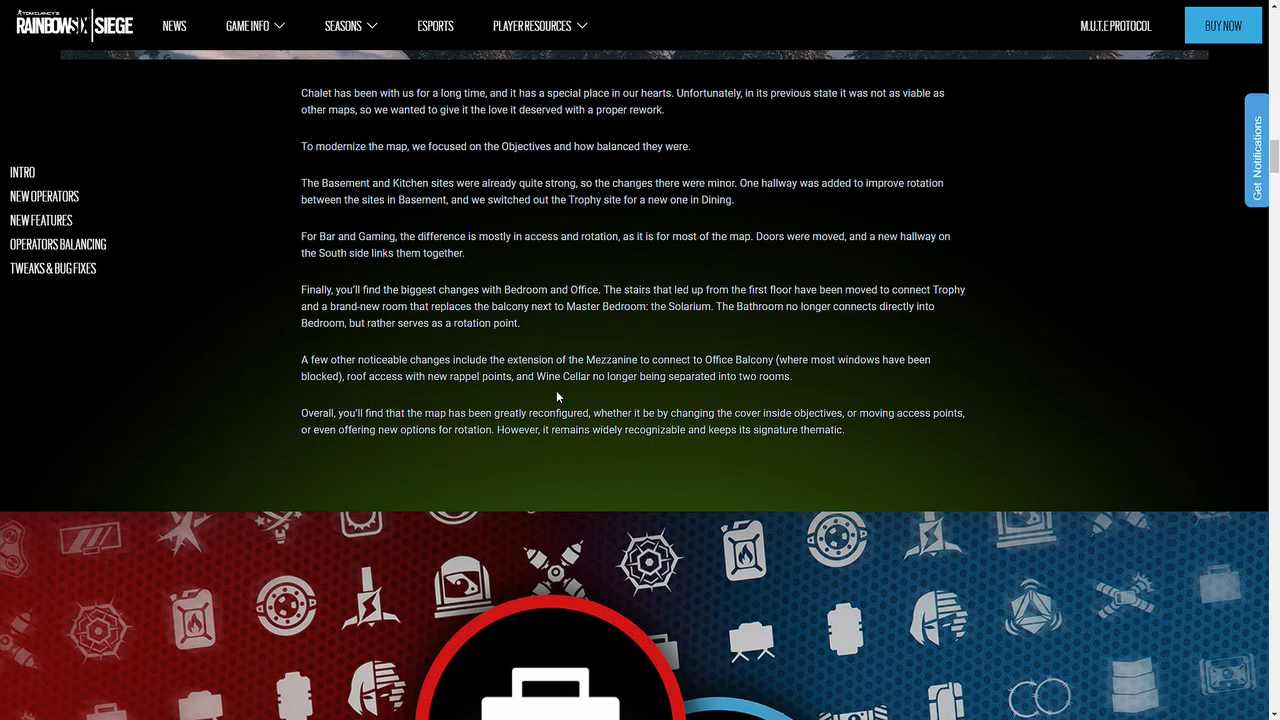 TOM CLANCY'S
RAINBOWSIX | SIEGE
NEWS
GAME INFO
SEASONS
ESPORTS
PLAYER RESOURCES
M.U.T.E PROTOCOL
BUY NOW
Get Notifications
INTRO
NEW OPERATORS
NEW FEATURES
OPERATORS BALANCING
TWEAKS & BUG FIXES
Chalet has been with us for a long time, and it has a special place in our hearts. Unfortunately, in its previous state it was not as viable as
other maps, so we wanted to give it the love it deserved with a proper rework.
To modernize the map, we focused on the Objectives and how balanced they were.
The Basement and Kitchen sites were already quite strong, so the changes there were minor. One hallway was added to improve rotation
between the sites in Basement, and we switched out the Trophy site for a new one in Dining.
For Bar and Gaming, the difference is mostly in access and rotation, as it is for most of the map. Doors were moved, and a new hallway on
the South side links them together.
Finally, you'll find the biggest changes with Bedroom and Office. The stairs that led up from the first floor have been moved to connect Trophy
and a brand-new room that replaces the balcony next to Master Bedroom: the Solarium. The Bathroom no longer connects directly into
Bedroom, but rather serves as a rotation point.
A few other noticeable changes include the extension of the Mezzanine to connect to Office Balcony (where most windows have been
blocked), roof access with new rappel points, and Wine Cellar no longer being separated into two rooms.
Overall, you'll find that the map has been greatly reconfigured, whether it be by changing the cover inside objectives, or moving access points,
or even offering new options for rotation. However, it remains widely recognizable and keeps its signature thematic.